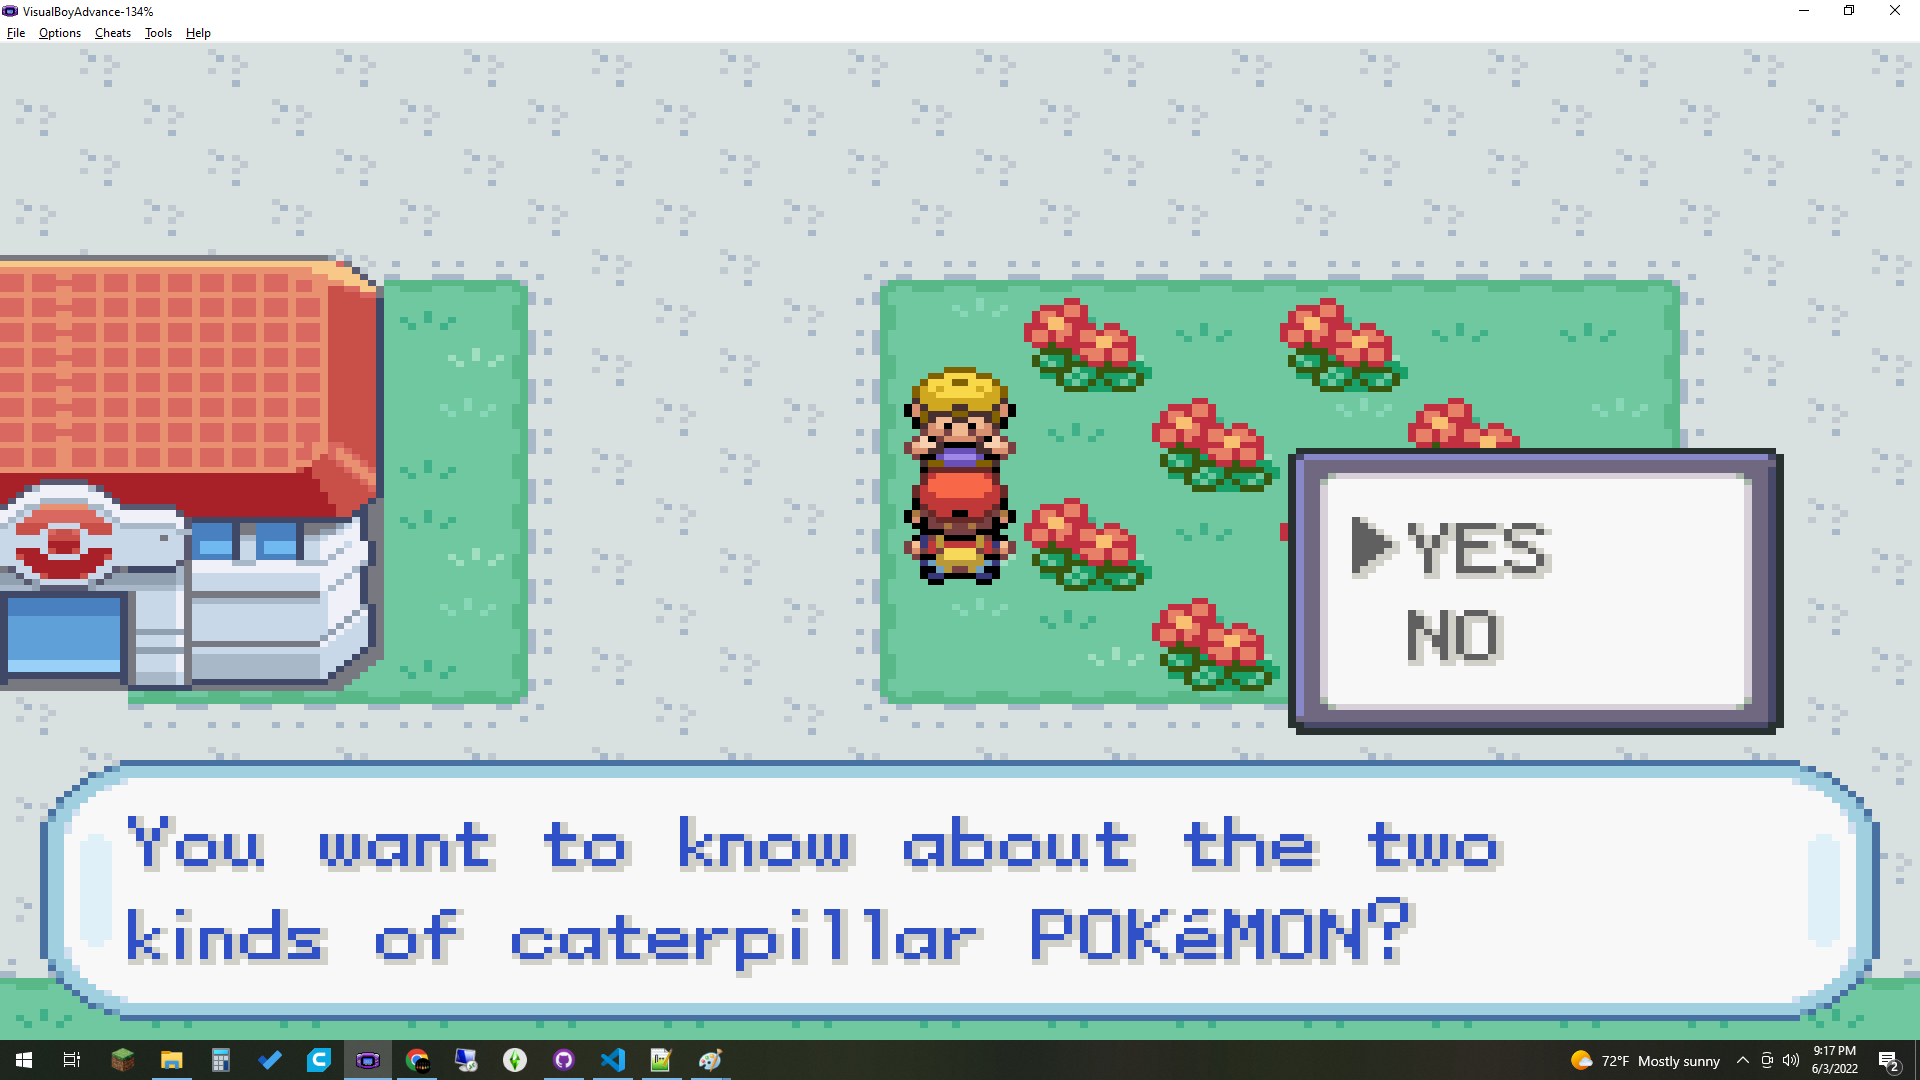 VisualBoyAdvance-134%
File Options Cheats Tools Help
YES
NO
You want to know about the two
kinds of caterpillar POKéMON?
72°F Mostly sunny
9:17 PM
6/3/2022
2